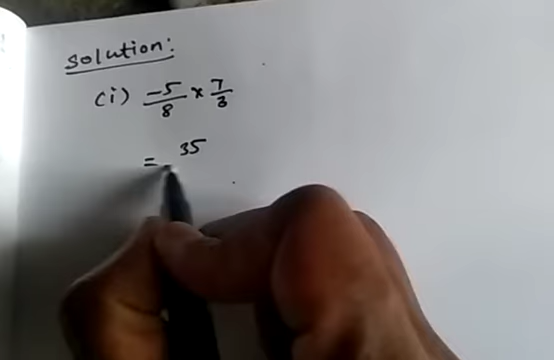 Solution:
(i) -5/8 × 7/3
= 35